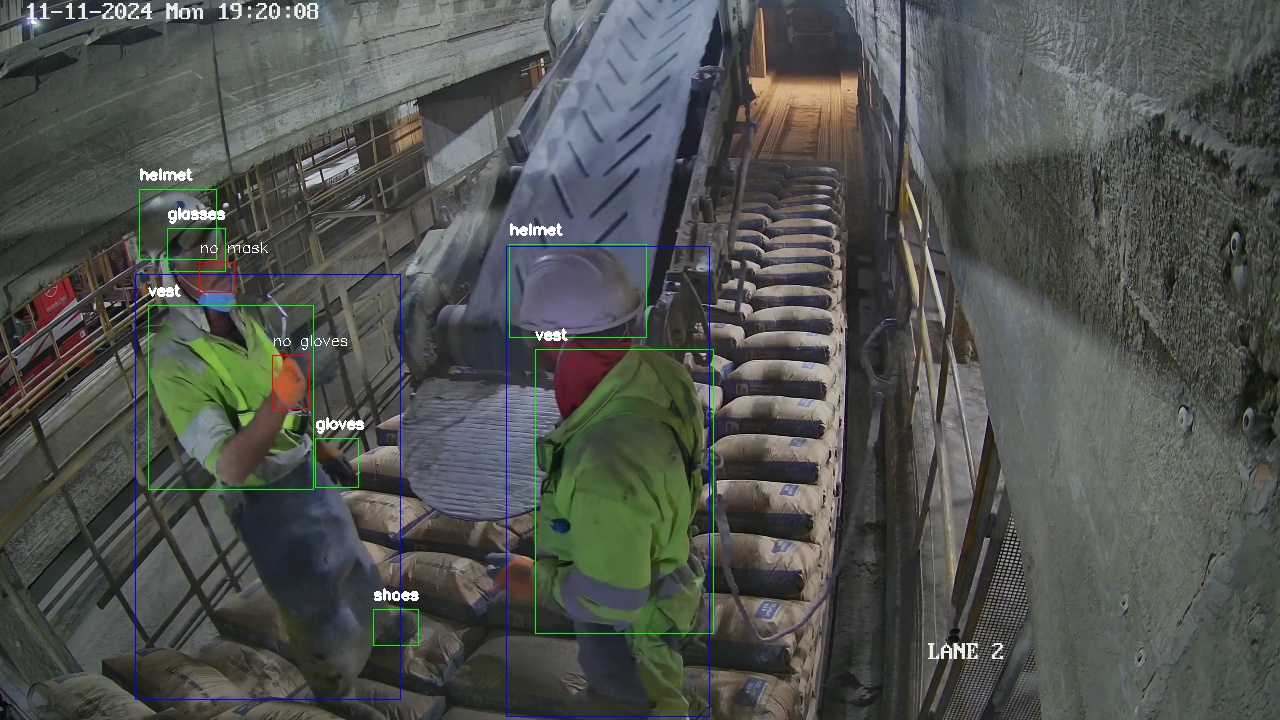 11-11-2024 Mon 19:20:08
helmet
glasses
no mask
helmet
vest
vest
no gloves
gloves
shoes
LANE 2